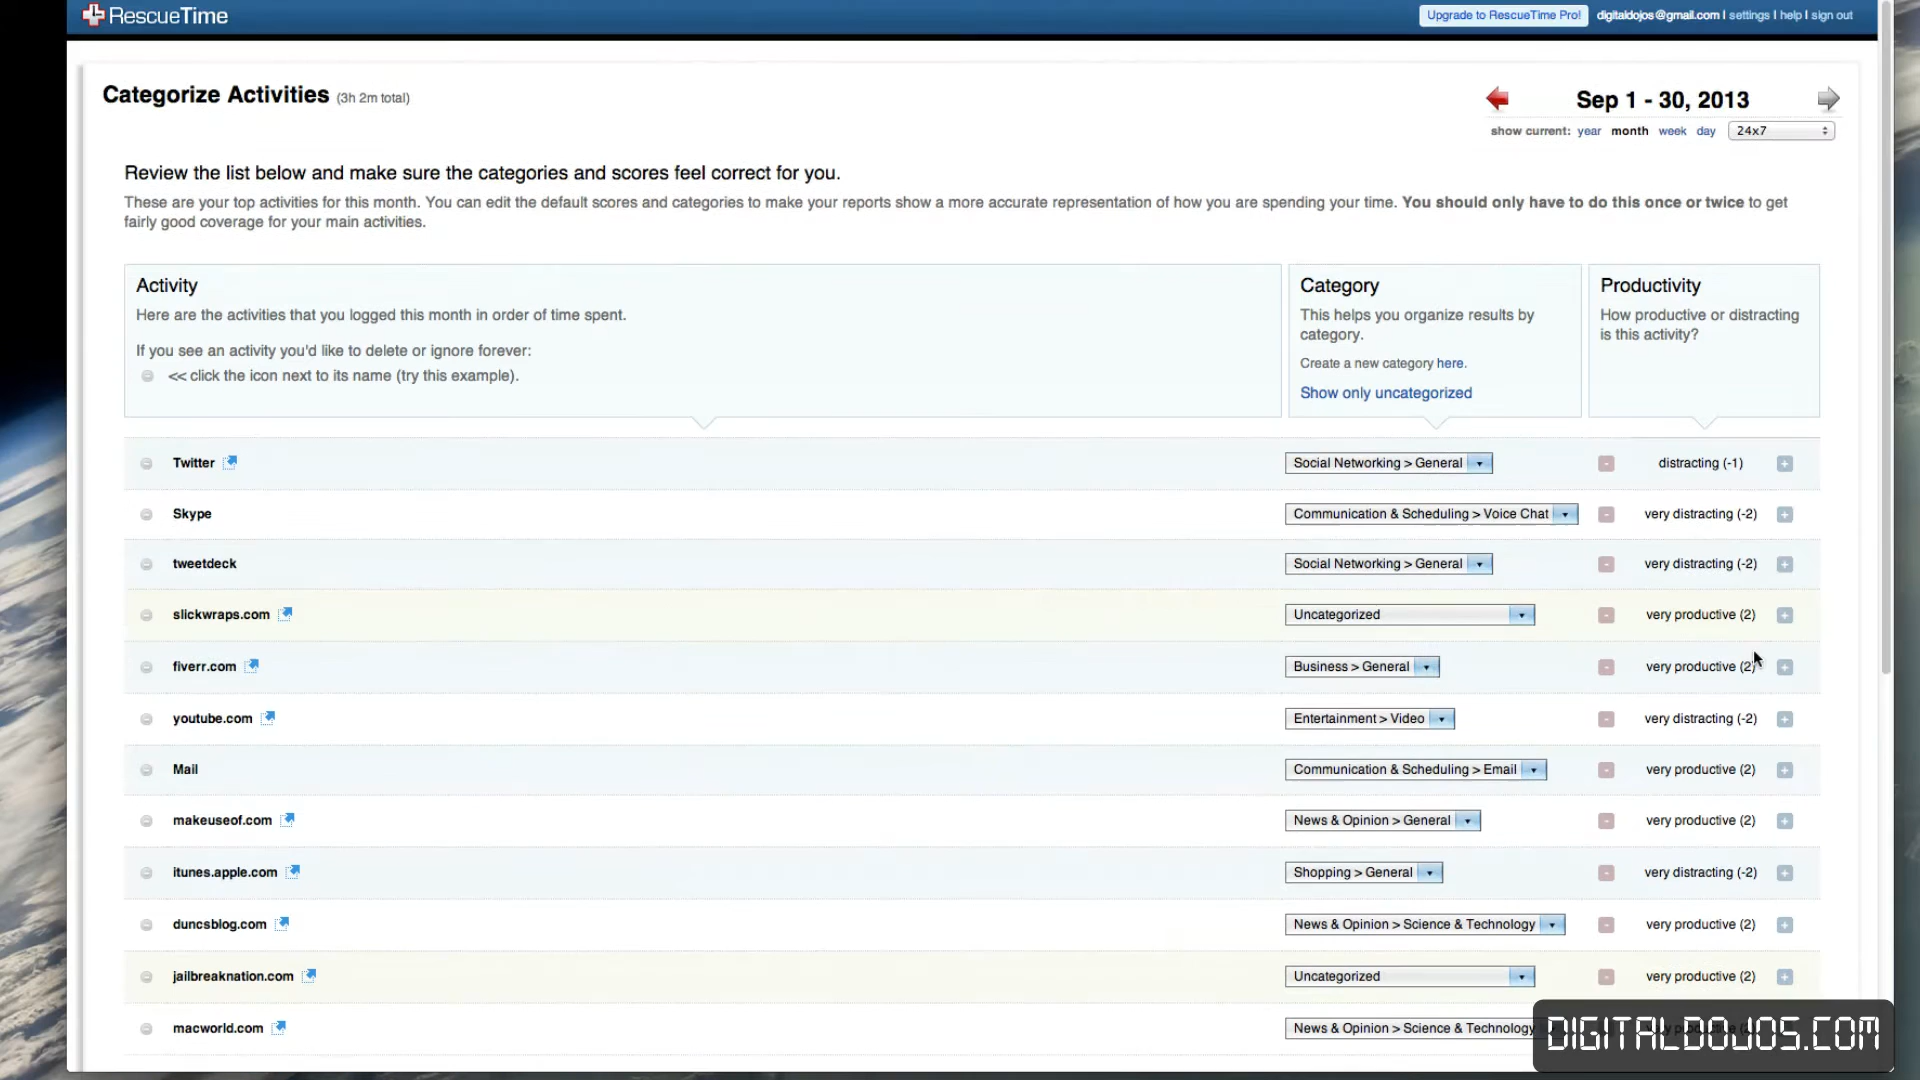 RescueTime
Upgrade to RescueTime Pro! digitaldojos@gmail.com | settings | help | sign out
Categorize Activities (3h 2m total)
Sep 1 - 30, 2013
show current: year month week day 24x7
Review the list below and make sure the categories and scores feel correct for you.
These are your top activities for this month. You can edit the default scores and categories to make your reports show a more accurate representation of how you are spending your time. You should only have to do this once or twice to get
fairly good coverage for your main activities.
Activity
Here are the activities that you logged this month in order of time spent.
If you see an activity you'd like to delete or ignore forever:
<< click the icon next to its name (try this example).
Category
This helps you organize results by
category.
Create a new category here.
Show only uncategorized
Productivity
How productive or distracting
is this activity?
Twitter Social Networking > General - distracting (-1) +
Skype Communication & Scheduling > Voice Chat - very distracting (-2) +
tweetdeck Social Networking > General - very distracting (-2) +
slickwraps.com Uncategorized - very productive (2) +
fiverr.com Business > General - very productive (2) +
youtube.com Entertainment > Video - very distracting (-2) +
Mail Communication & Scheduling > Email - very productive (2) +
makeuseof.com News & Opinion > General - very productive (2) +
itunes.apple.com Shopping > General - very distracting (-2) +
duncsblog.com News & Opinion > Science & Technology - very productive (2) +
jailbreaknation.com Uncategorized - very productive (2) +
macworld.com News & Opinion > Science & Technology
DIGITALDOJOS.COM